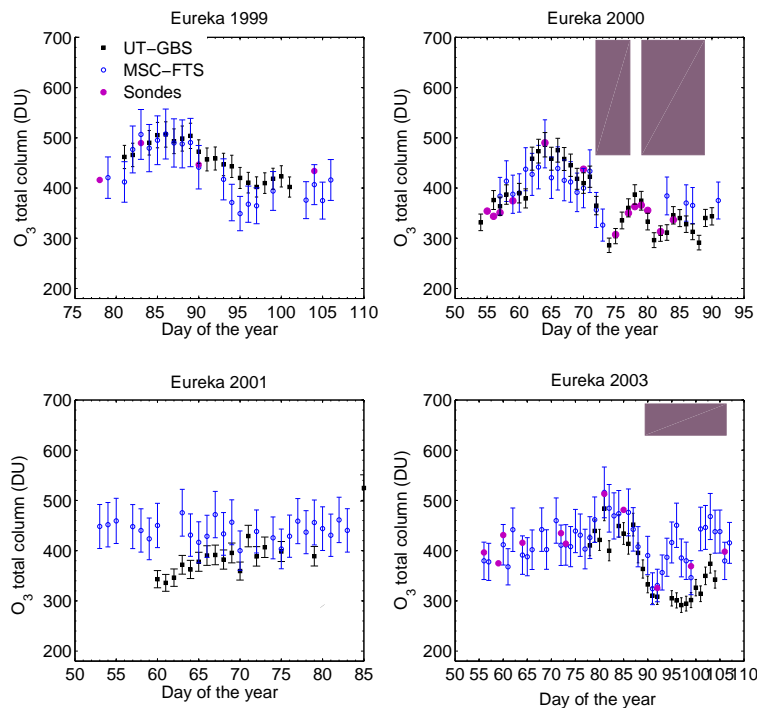 Eureka 1999
UT−GBS
MSC−FTS
Sondes
O3 total column (DU)
700
600
500
400
300
200
75 80 85 90 95 100 105 110
Day of the year
Eureka 2000
O3 total column (DU)
700
600
500
400
300
200
50 55 60 65 70 75 80 85 90 95
Day of the year
Eureka 2001
O3 total column (DU)
700
600
500
400
300
200
50 55 60 65 70 75 80 85
Day of the year
Eureka 2003
O3 total column (DU)
700
600
500
400
300
200
50 55 60 65 70 75 80 85 90 95 100 105 110
Day of the year